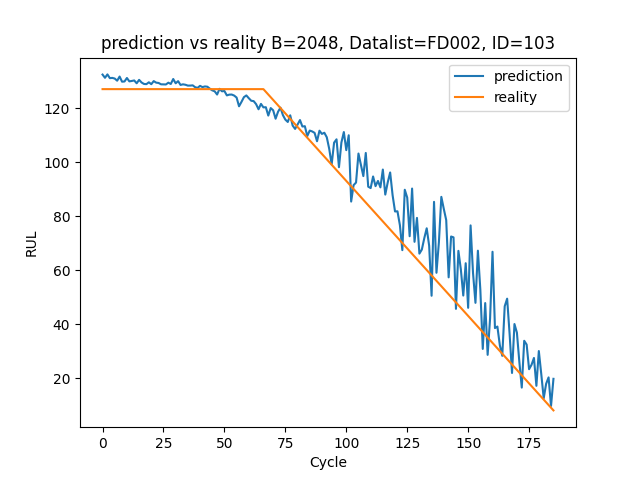 prediction vs reality B=2048, Datalist=FD002, ID=103
prediction
reality
RUL
120
100
80
60
40
20
0 25 50 75 100 125 150 175
Cycle